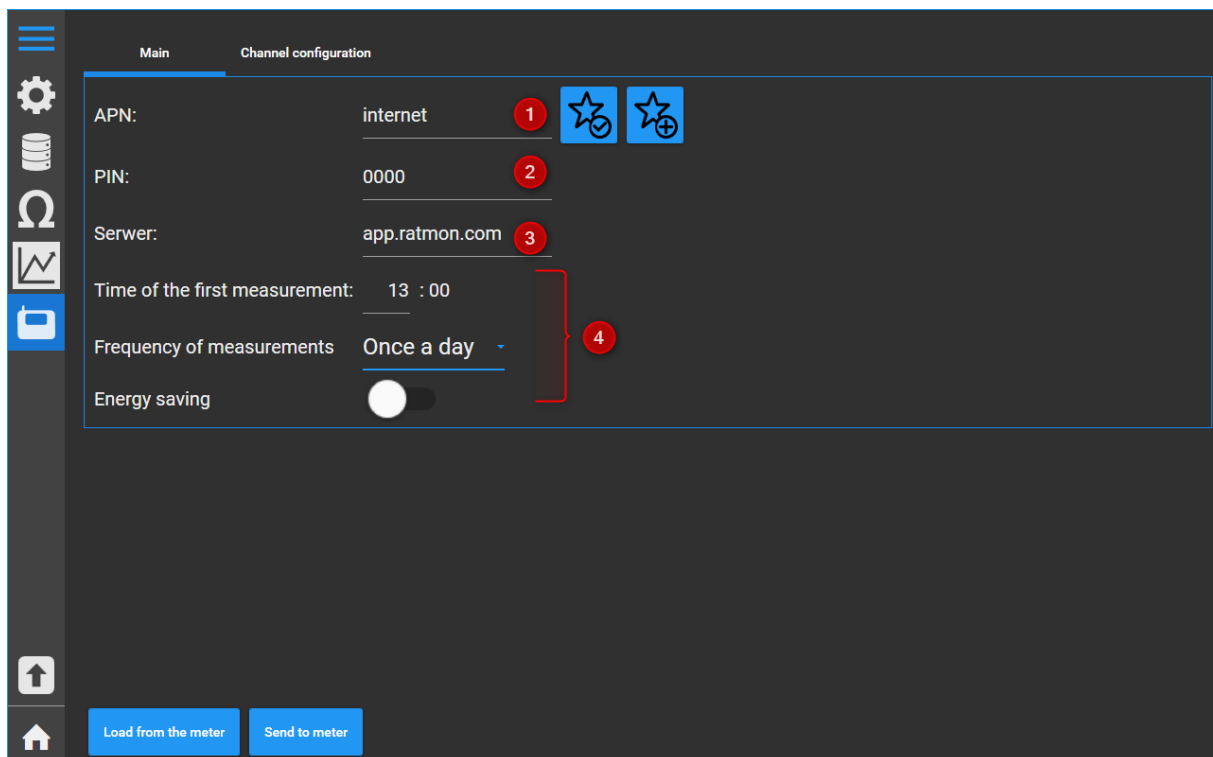 Main Channel configuration
APN: internet 1
PIN: 0000 2
Serwer: app.ratmon.com 3
Time of the first measurement: 13 : 00
Frequency of measurements Once a day 4
Energy saving
Load from the meter Send to meter